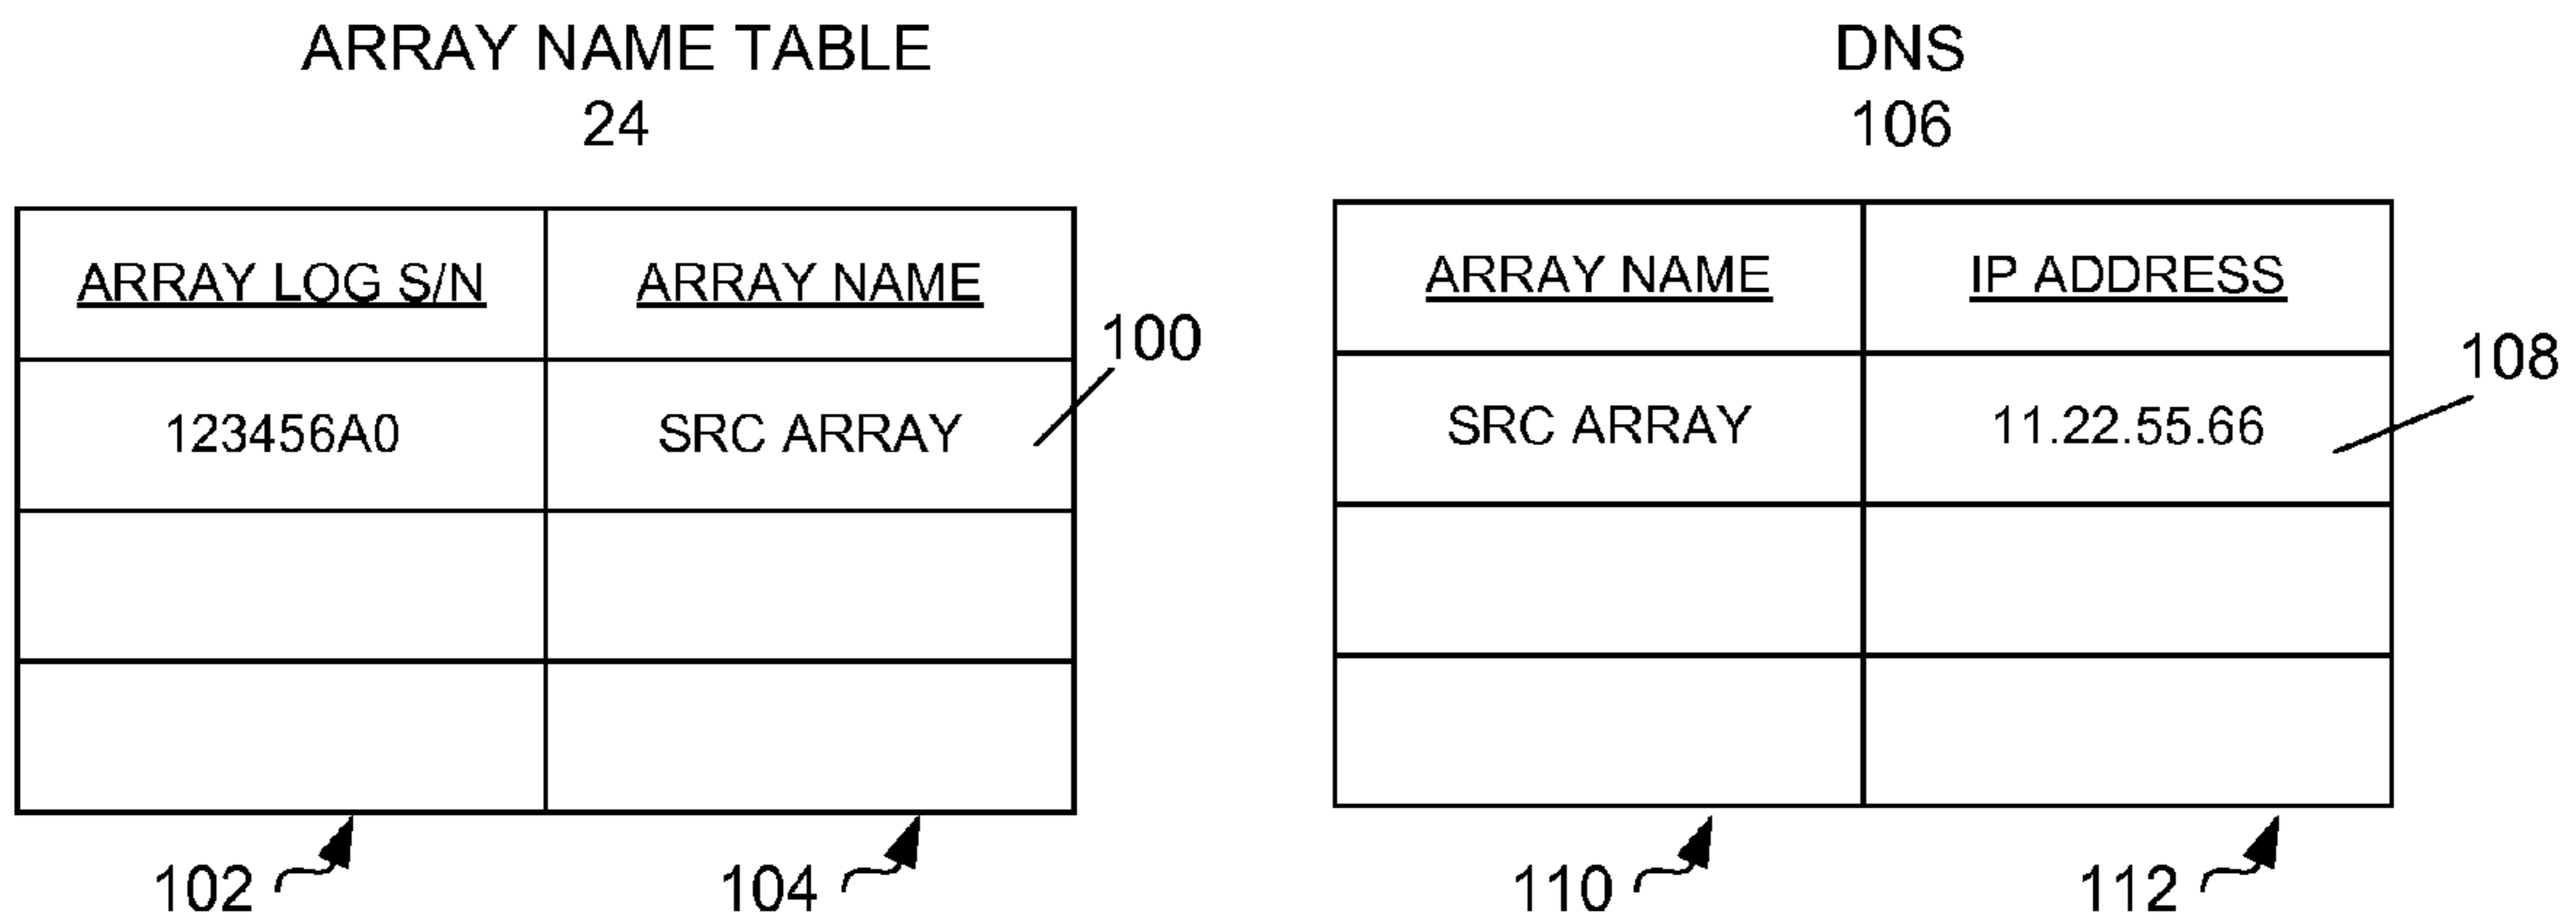 ARRAY NAME TABLE
24
ARRAY LOG S/N ARRAY NAME
100
123456A0 SRC ARRAY
102 104
DNS
106
ARRAY NAME IP ADDRESS
108
SRC ARRAY 11.22.55.66
110 112